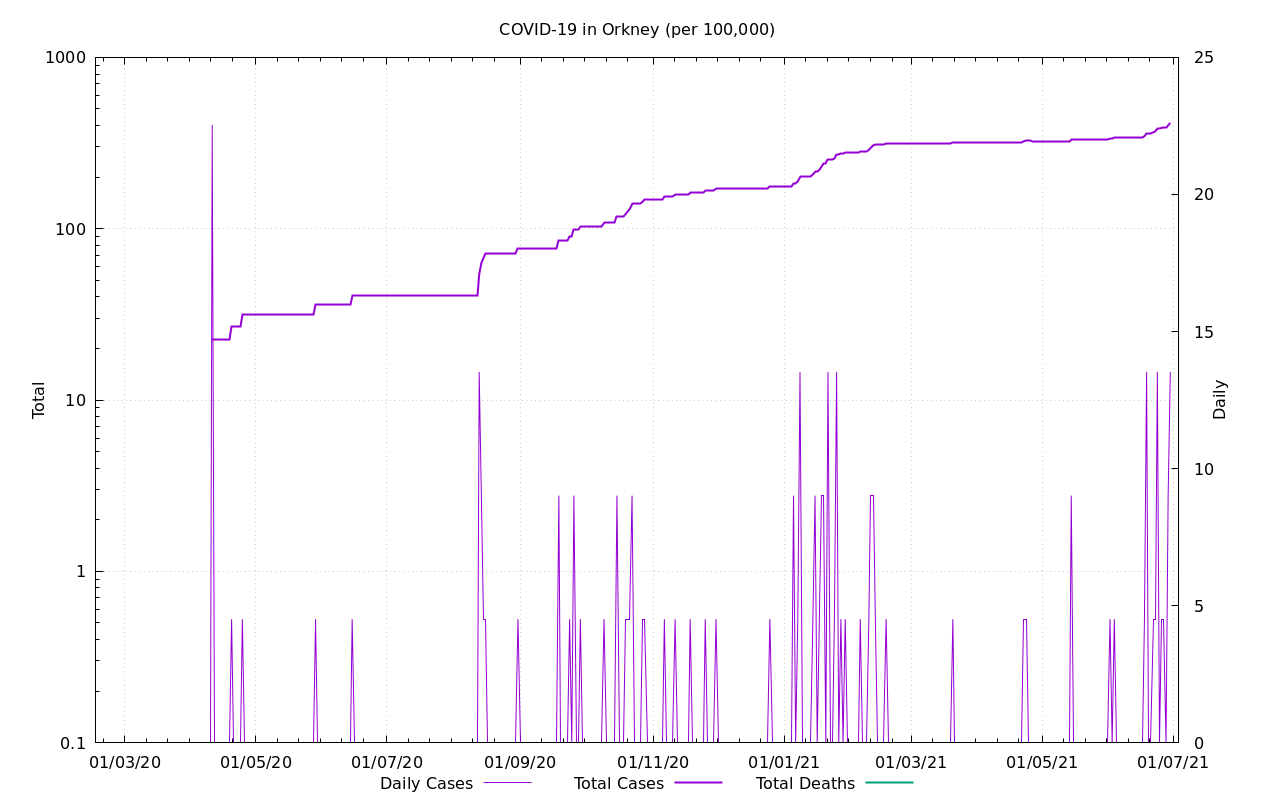 COVID-19 in Orkney (per 100,000)
1000
100
10
1
0.1
Total
25
20
15
10
5
0
Daily
01/03/20 01/05/20 01/07/20 01/09/20 01/11/20 01/01/21 01/03/21 01/05/21 01/07/21
Daily Cases Total Cases Total Deaths